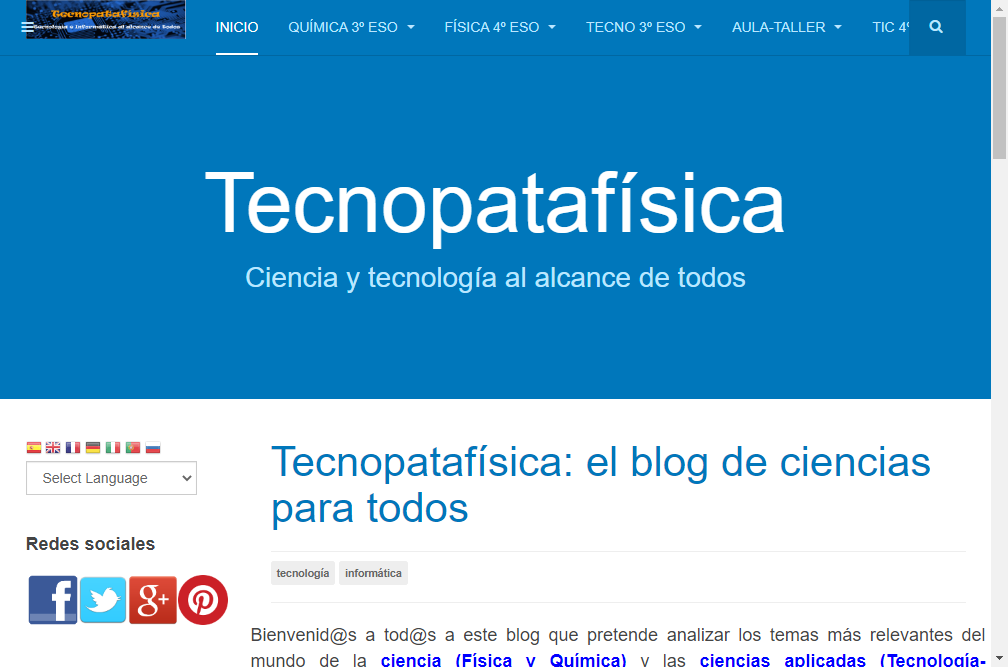 Tecnopatafísica
Tecnología e Informática al alcance de todos
INICIO
QUÍMICA 3º ESO
FÍSICA 4º ESO
TECNO 3º ESO
AULA-TALLER
TIC 4º
Tecnopatafísica
Ciencia y tecnología al alcance de todos
Select Language
Redes sociales
Tecnopatafísica: el blog de ciencias
para todos
tecnología informática
Bienvenid@s a tod@s a este blog que pretende analizar los temas más relevantes del
mundo de la ciencia (Física y Química) y las ciencias aplicadas (Tecnología-